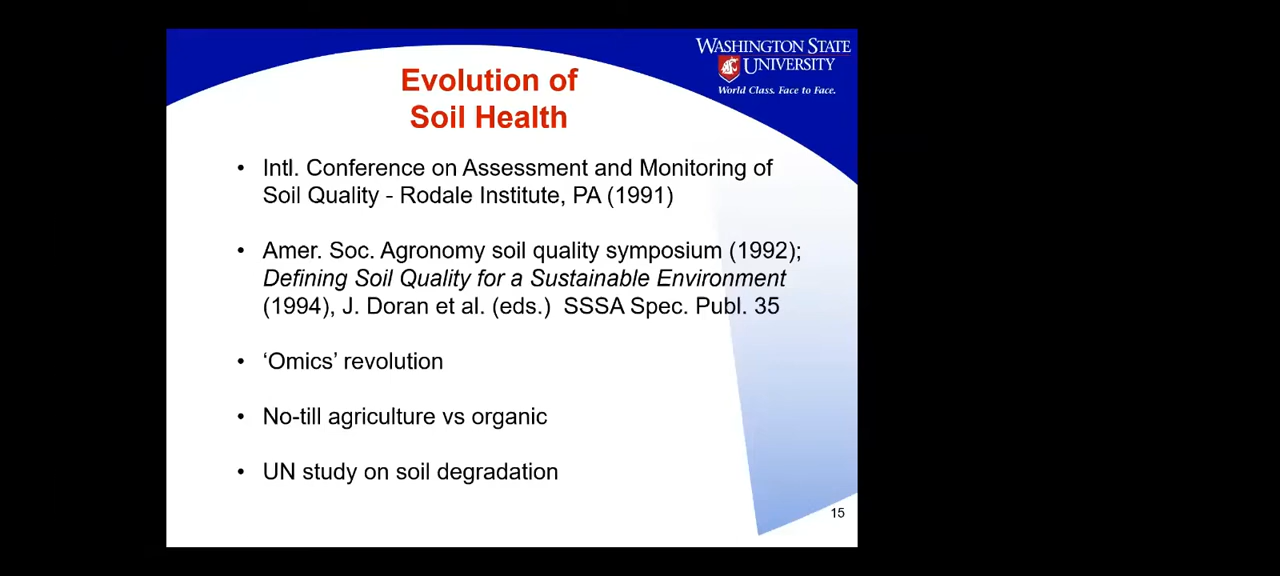 WASHINGTON STATE
UNIVERSITY
World Class. Face to Face.
Evolution of
Soil Health
• Intl. Conference on Assessment and Monitoring of
Soil Quality - Rodale Institute, PA (1991)
• Amer. Soc. Agronomy soil quality symposium (1992);
Defining Soil Quality for a Sustainable Environment
(1994), J. Doran et al. (eds.)  SSSA Spec. Publ. 35
• ‘Omics’ revolution
• No-till agriculture vs organic
• UN study on soil degradation
15